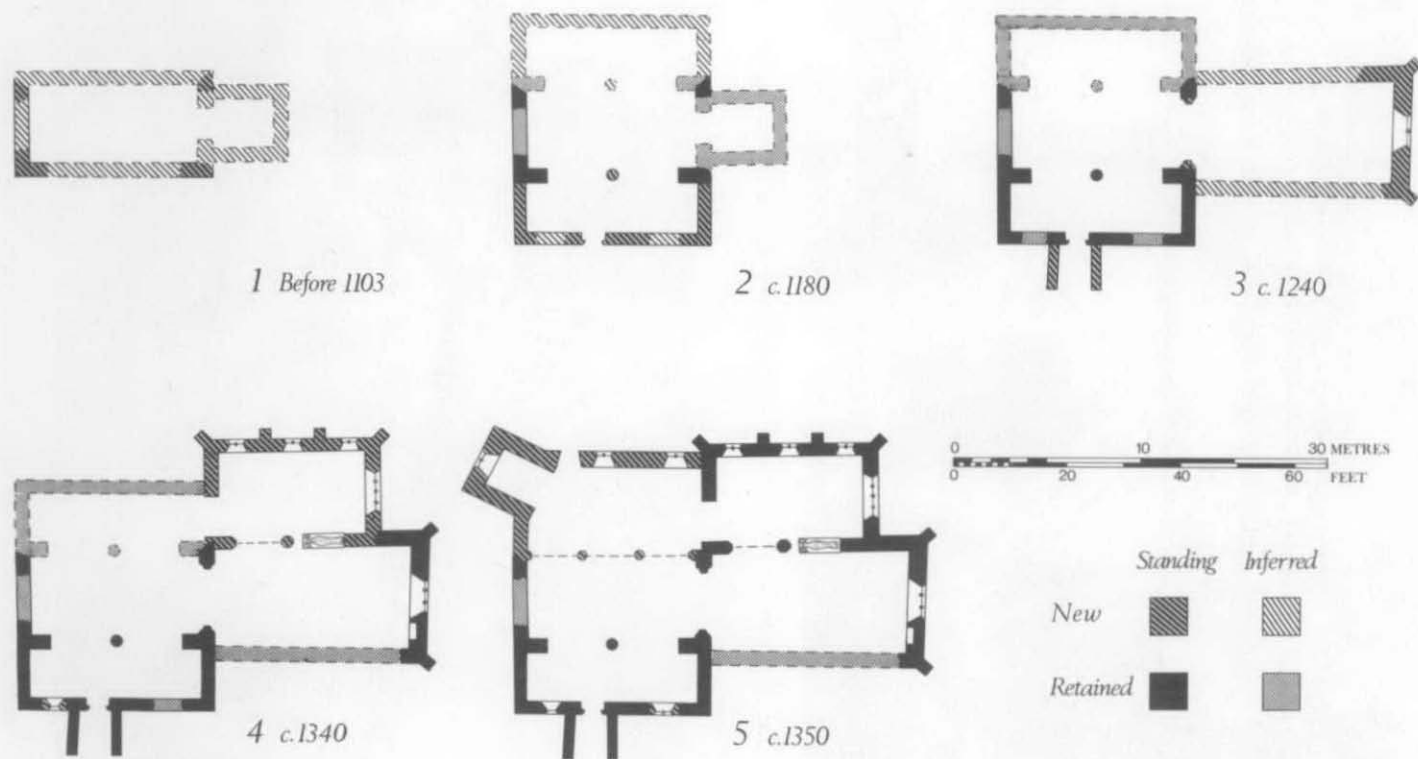 1 Before 1103
2 c.1180
3 c.1240
4 c.1340
5 c.1350
0 10 30 METRES
0 20 40 60 FEET
Standing Inferred
New
Retained